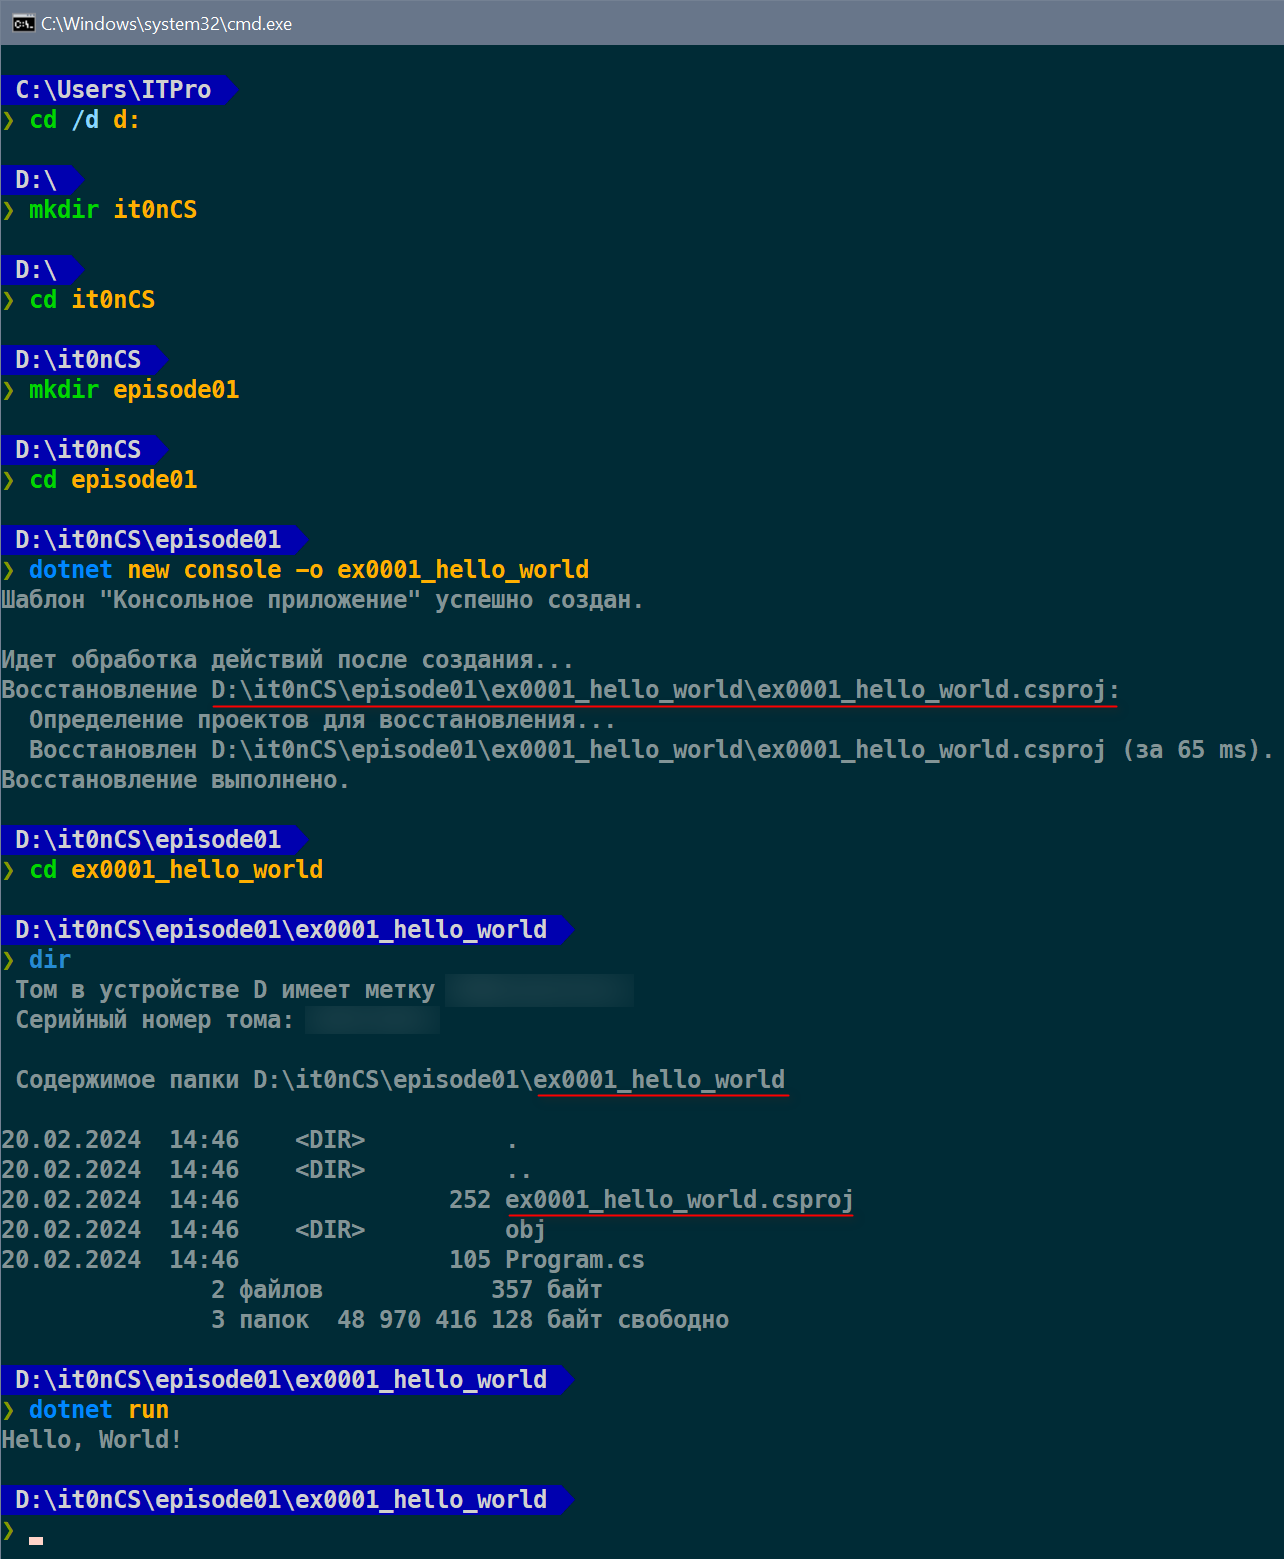 C:\Windows\system32\cmd.exe
C:\Users\ITPro
❯ cd /d d:
D:\
❯ mkdir it0nCS
D:\
❯ cd it0nCS
D:\it0nCS
❯ mkdir episode01
D:\it0nCS
❯ cd episode01
D:\it0nCS\episode01
❯ dotnet new console -o ex0001_hello_world
Шаблон "Консольное приложение" успешно создан.
Идет обработка действий после создания...
Восстановление D:\it0nCS\episode01\ex0001_hello_world\ex0001_hello_world.csproj:
Определение проектов для восстановления...
Восстановлен D:\it0nCS\episode01\ex0001_hello_world\ex0001_hello_world.csproj (за 65 ms).
Восстановление выполнено.
D:\it0nCS\episode01
❯ cd ex0001_hello_world
D:\it0nCS\episode01\ex0001_hello_world
❯ dir
Том в устройстве D имеет метку
Серийный номер тома:
Содержимое папки D:\it0nCS\episode01\ex0001_hello_world
20.02.2024  14:46    <DIR>          .
20.02.2024  14:46    <DIR>          ..
20.02.2024  14:46               252 ex0001_hello_world.csproj
20.02.2024  14:46    <DIR>          obj
20.02.2024  14:46               105 Program.cs
2 файлов            357 байт
3 папок  48 970 416 128 байт свободно
D:\it0nCS\episode01\ex0001_hello_world
❯ dotnet run
Hello, World!
D:\it0nCS\episode01\ex0001_hello_world
❯